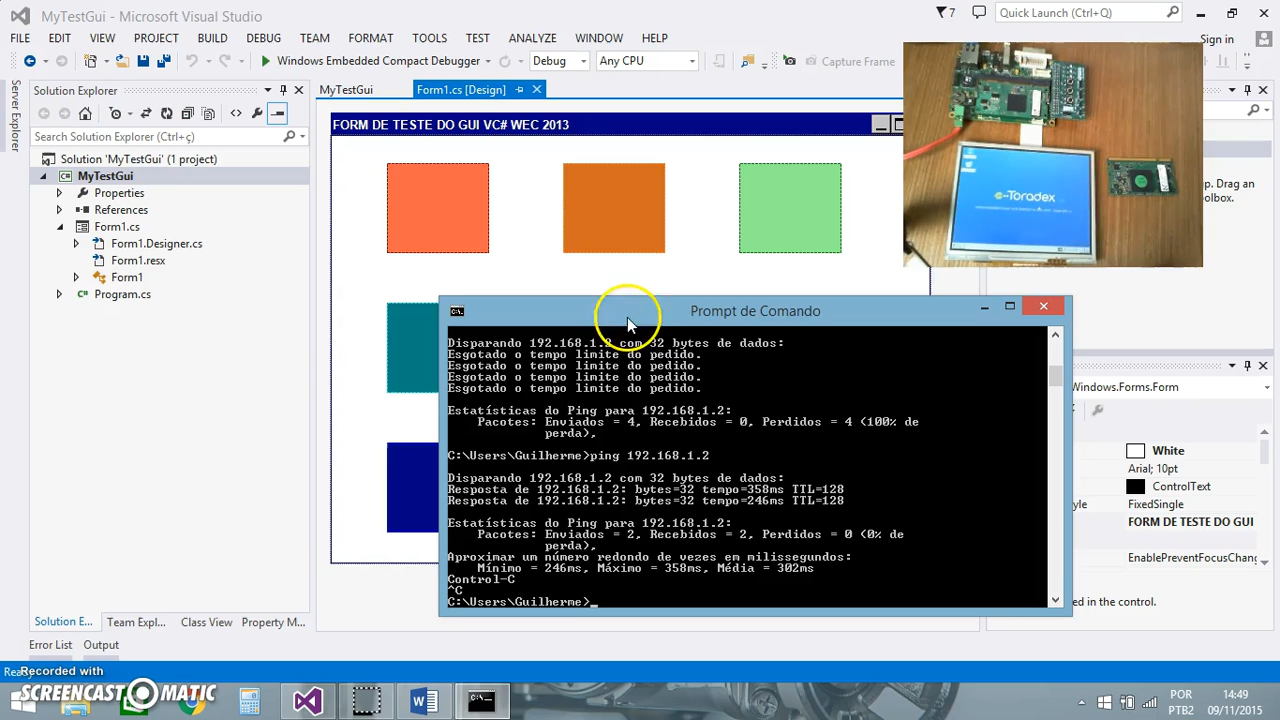 MyTestGui - Microsoft Visual Studio
7
Quick Launch (Ctrl+Q)
FILE EDIT VIEW PROJECT BUILD DEBUG TEAM FORMAT TOOLS TEST ANALYZE WINDOW HELP
Sign in
Windows Embedded Compact Debugger
Debug
Any CPU
Capture Frame
Server Explorer
Solution Explorer
MyTestGui
Form1.cs [Design]
Search Solution Explorer (Ctrl+ç)
Solution 'MyTestGui' (1 project)
MyTestGui
Properties
References
Form1.cs
Form1.Designer.cs
Form1.resx
Form1
Program.cs
FORM DE TESTE DO GUI VC# WEC 2013
Toradex
p. Drag an
olbox.
Prompt de Comando
Disparando 192.168.1.2 com 32 bytes de dados:
Esgotado o tempo limite do pedido.
Esgotado o tempo limite do pedido.
Esgotado o tempo limite do pedido.
Esgotado o tempo limite do pedido.
Estatísticas do Ping para 192.168.1.2:
Pacotes: Enviados = 4, Recebidos = 0, Perdidos = 4 (100% de
perda),
C:\Users\Guilherme>ping 192.168.1.2
Disparando 192.168.1.2 com 32 bytes de dados:
Resposta de 192.168.1.2: bytes=32 tempo=358ms TTL=128
Resposta de 192.168.1.2: bytes=32 tempo=246ms TTL=128
Estatísticas do Ping para 192.168.1.2:
Pacotes: Enviados = 2, Recebidos = 2, Perdidos = 0 (0% de
perda),
Aproximar um número redondo de vezes em milissegundos:
Mínimo = 246ms, Máximo = 358ms, Média = 302ms
Control-C
^C
C:\Users\Guilherme>_
Windows.Forms.Form
White
Arial; 10pt
ControlText
tyle FixedSingle
FORM DE TESTE DO GUI
EnablePreventFocusChang
ed in the control.
Solution E... Team Expl... Class View Property M...
Error List Output
Recorded with
SCREENCAST MATIC
POR
PTB2
14:49
09/11/2015